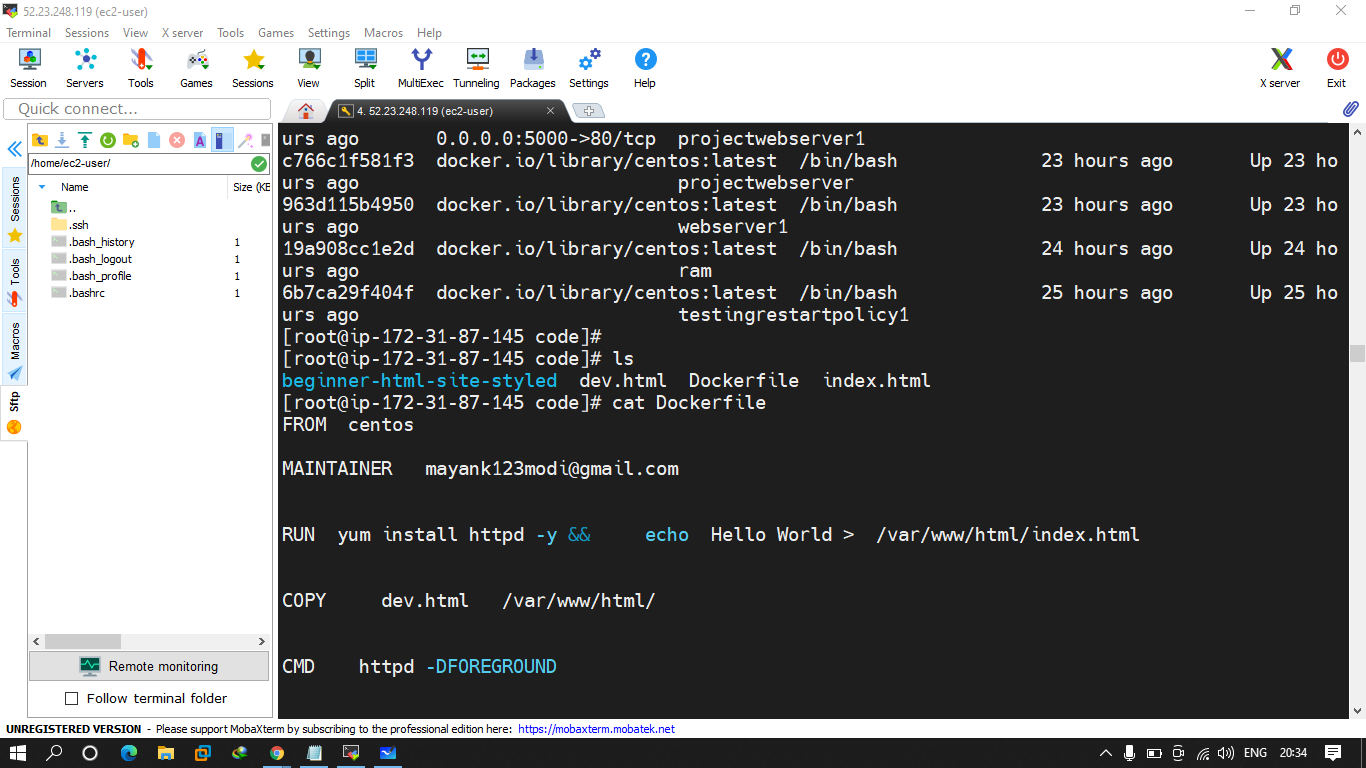 52.23.248.119 (ec2-user)
Terminal Sessions View X server Tools Games Settings Macros Help
Session Servers Tools Games Sessions View Split MultiExec Tunneling Packages Settings Help X server Exit
Quick connect...
4. 52.23.248.119 (ec2-user)
/home/ec2-user/
Name Size (KB
..
.ssh
.bash_history 1
.bash_logout 1
.bash_profile 1
.bashrc 1
Sessions
Tools
Macros
Sftp
Remote monitoring
Follow terminal folder
urs ago 0.0.0.0:5000->80/tcp projectwebserver1
c766c1f581f3 docker.io/library/centos:latest /bin/bash 23 hours ago Up 23 ho
urs ago projectwebserver
963d115b4950 docker.io/library/centos:latest /bin/bash 23 hours ago Up 23 ho
urs ago webserver1
19a908cc1e2d docker.io/library/centos:latest /bin/bash 24 hours ago Up 24 ho
urs ago ram
6b7ca29f404f docker.io/library/centos:latest /bin/bash 25 hours ago Up 25 ho
urs ago testingrestartpolicy1
[root@ip-172-31-87-145 code]#
[root@ip-172-31-87-145 code]# ls
beginner-html-site-styled dev.html Dockerfile index.html
[root@ip-172-31-87-145 code]# cat Dockerfile
FROM centos
MAINTAINER mayank123modi@gmail.com
RUN yum install httpd -y && echo Hello World > /var/www/html/index.html
COPY dev.html /var/www/html/
CMD httpd -DFOREGROUND
UNREGISTERED VERSION - Please support MobaXterm by subscribing to the professional edition here: https://mobaxterm.mobatek.net
ENG 20:34